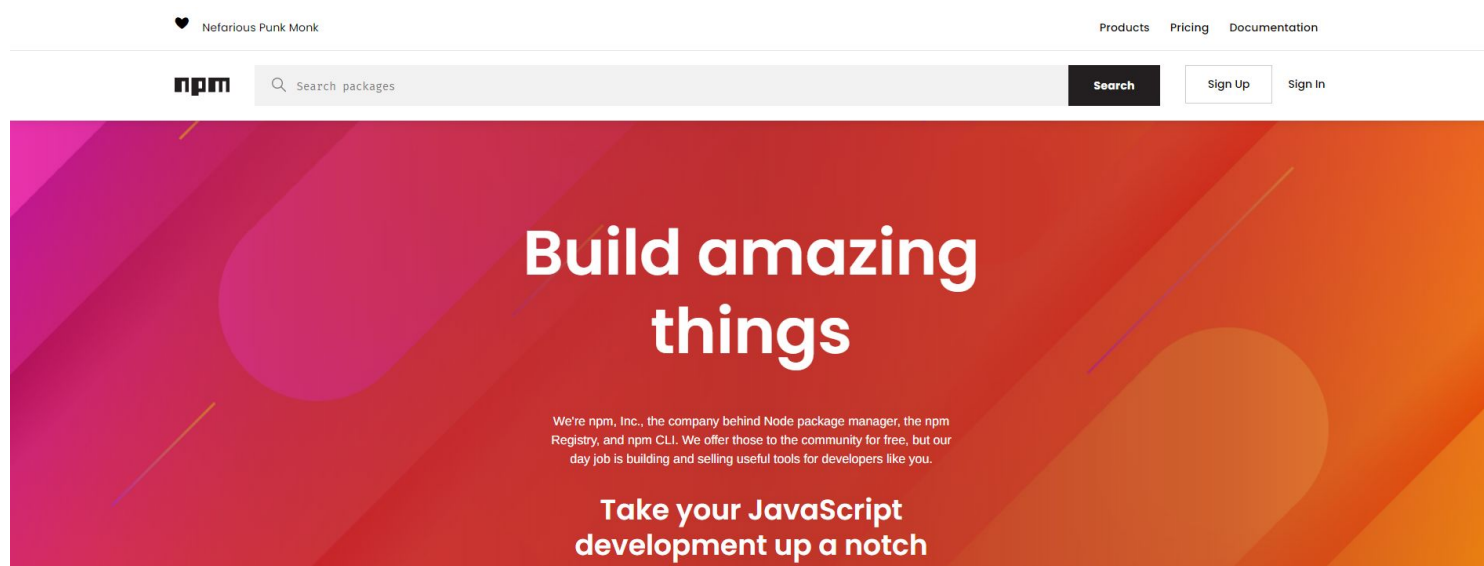 Nefarious Punk Monk
Products Pricing Documentation
npm
Search packages
Search
Sign Up
Sign In
Build amazing
things
We're npm, Inc., the company behind Node package manager, the npm
Registry, and npm CLI. We offer those to the community for free, but our
day job is building and selling useful tools for developers like you.
Take your JavaScript
development up a notch